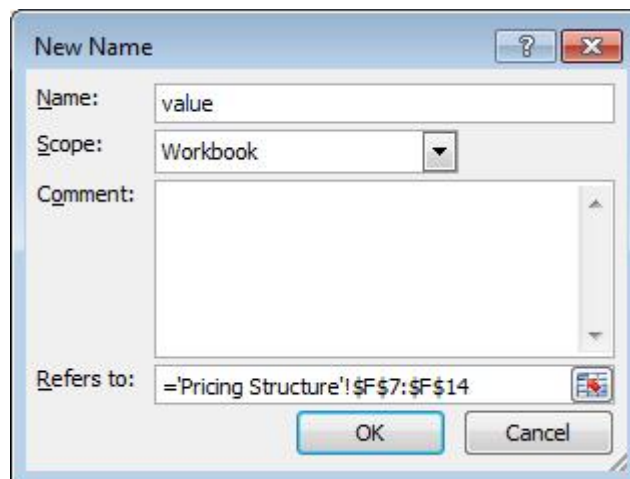 New Name
Name: value
Scope: Workbook
Comment:
Refers to: ='Pricing Structure'!$F$7:$F$14
OK Cancel